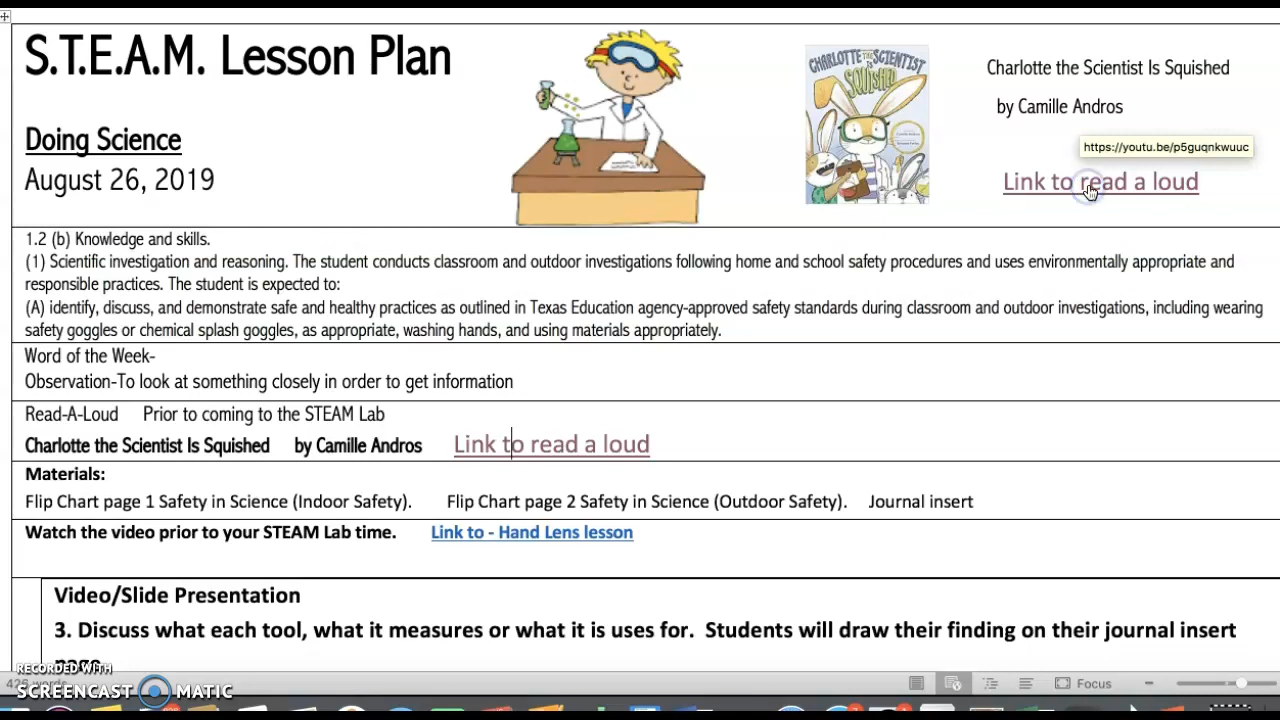 S.T.E.A.M. Lesson Plan
Doing Science
August 26, 2019
CHARLOTTE THE SCIENTIST IS SQUISHED
Charlotte the Scientist Is Squished
by Camille Andros
https://youtu.be/p5guqnkwuuc
Link to read a loud
1.2 (b) Knowledge and skills.
(1) Scientific investigation and reasoning. The student conducts classroom and outdoor investigations following home and school safety procedures and uses environmentally appropriate and
responsible practices. The student is expected to:
(A) identify, discuss, and demonstrate safe and healthy practices as outlined in Texas Education agency-approved safety standards during classroom and outdoor investigations, including wearing
safety goggles or chemical splash goggles, as appropriate, washing hands, and using materials appropriately.
Word of the Week-
Observation-To look at something closely in order to get information
Read-A-Loud Prior to coming to the STEAM Lab
Charlotte the Scientist Is Squished by Camille Andros Link to read a loud
Materials:
Flip Chart page 1 Safety in Science (Indoor Safety). Flip Chart page 2 Safety in Science (Outdoor Safety). Journal insert
Watch the video prior to your STEAM Lab time. Link to - Hand Lens lesson
Video/Slide Presentation
3. Discuss what each tool, what it measures or what it is uses for. Students will draw their finding on their journal insert
page.
RECORDED WITH
SCREENCAST MATIC
words
Focus